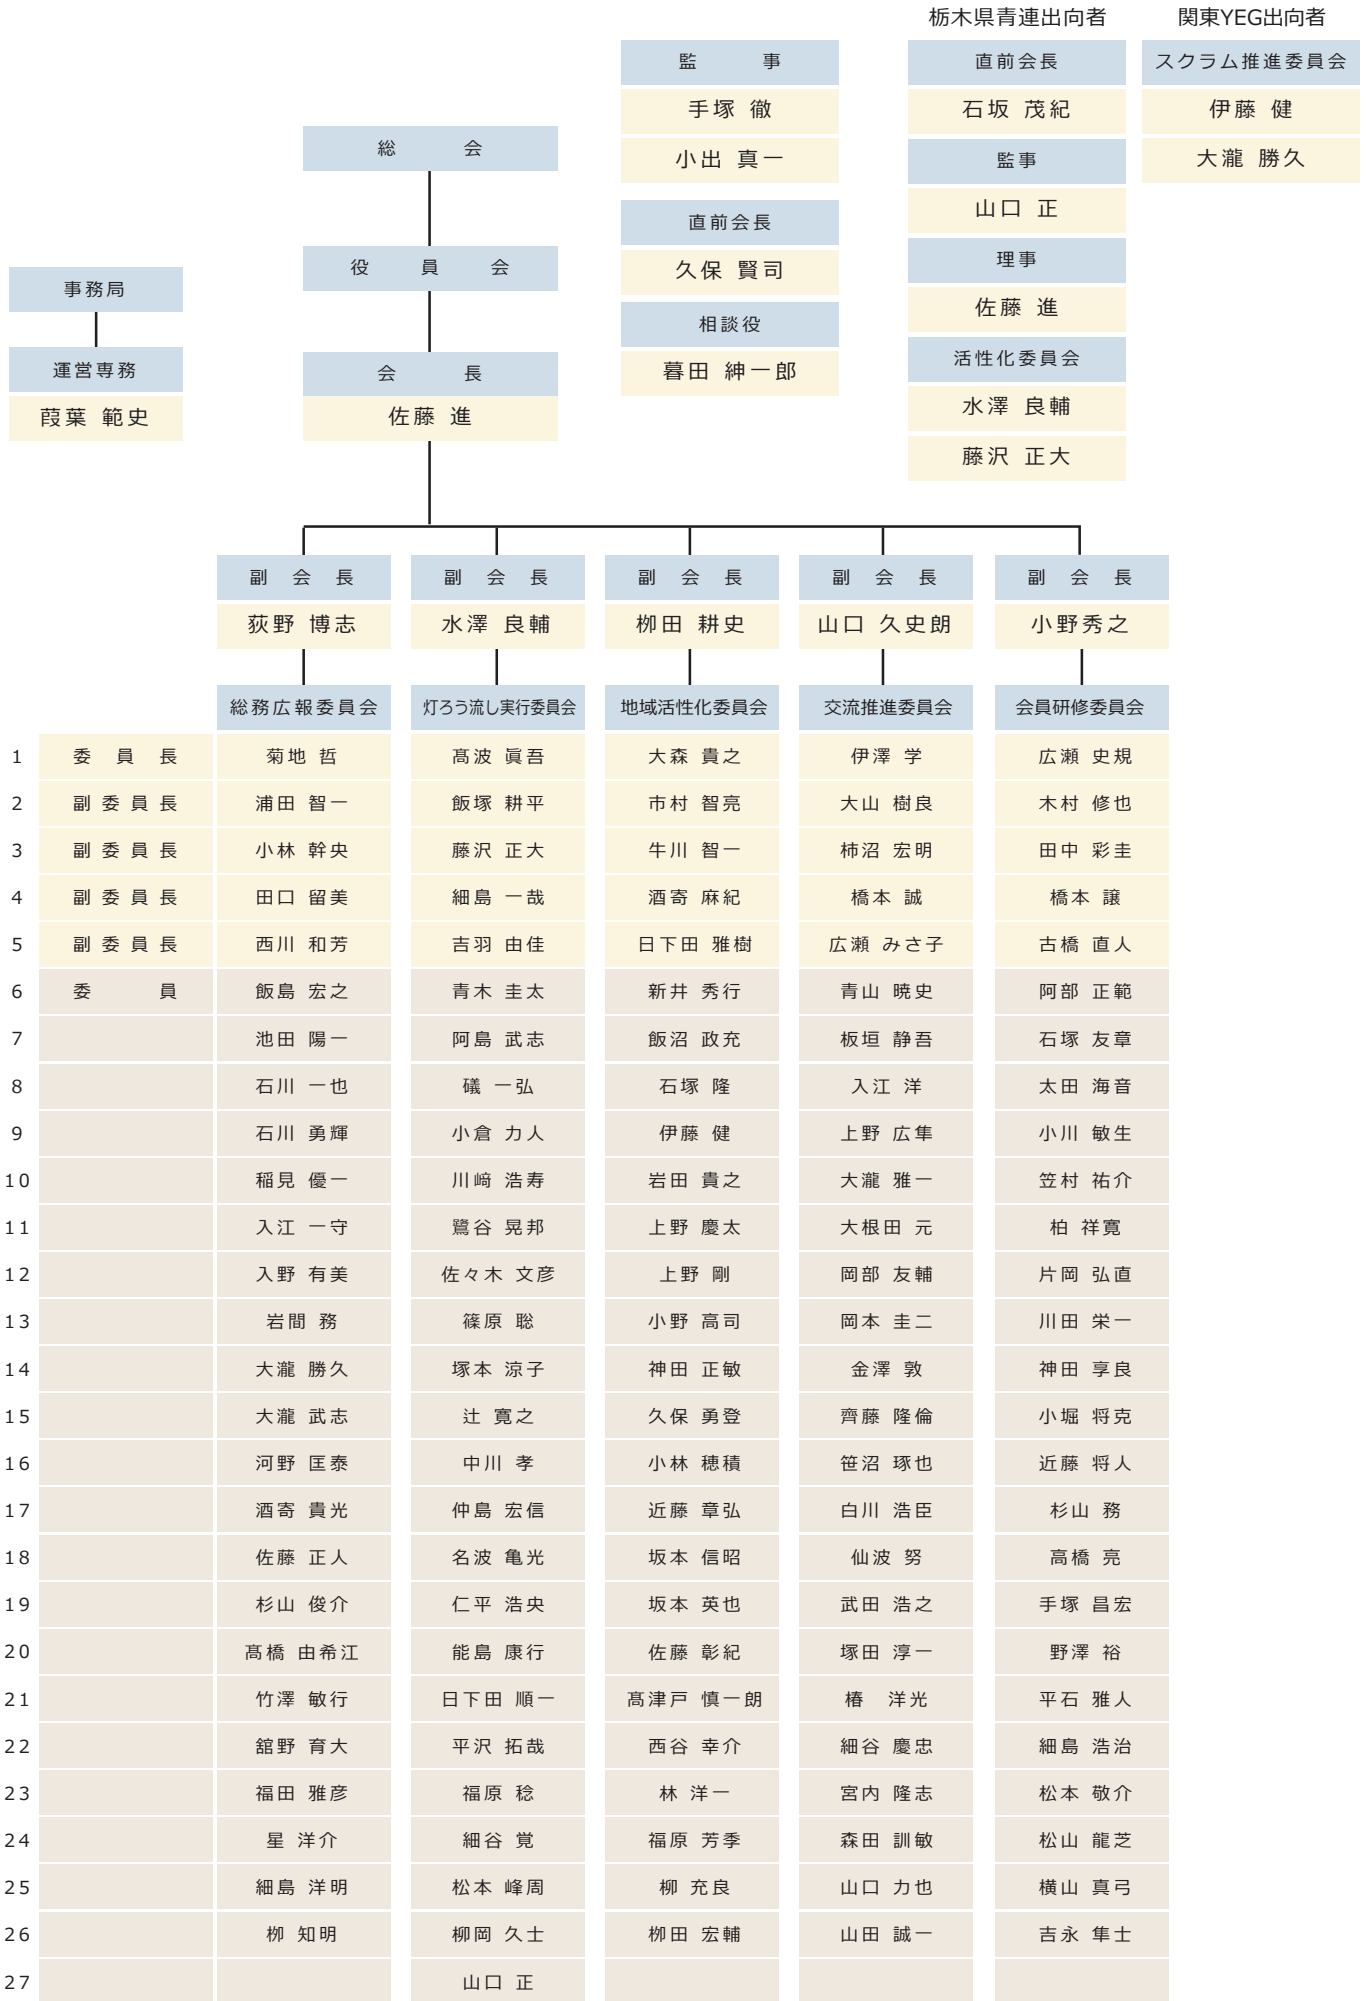 栃木県青連出向者 関東YEG出向者
監 事 直前会長 スクラム推進委員会
手塚 徹 石坂 茂紀 伊藤 健
総 会 小出 真一 監事 大瀧 勝久
直前会長 山口 正
役 員 会 久保 賢司 理事
事務局 相談役 佐藤 進
運営専務 会 長 暮田 紳一郎 活性化委員会
葭葉 範史 佐藤 進 水澤 良輔
藤沢 正大
副 会 長 副 会 長 副 会 長 副 会 長 副 会 長
荻野 博志 水澤 良輔 栁田 耕史 山口 久史朗 小野秀之
総務広報委員会 灯ろう流し実行委員会 地域活性化委員会 交流推進委員会 会員研修委員会
1 委 員 長 菊地 哲 髙波 眞吾 大森 貴之 伊澤 学 広瀬 史規
2 副委員長 浦田 智一 飯塚 耕平 市村 智亮 大山 樹良 木村 修也
3 副委員長 小林 幹央 藤沢 正大 牛川 智一 柿沼 宏明 田中 彩圭
4 副委員長 田口 留美 細島 一哉 酒寄 麻紀 橋本 誠 橋本 譲
5 副委員長 西川 和芳 吉羽 由佳 日下田 雅樹 広瀬 みさ子 古橋 直人
6 委 員 飯島 宏之 青木 圭太 新井 秀行 青山 暁史 阿部 正範
7 池田 陽一 阿島 武志 飯沼 政充 板垣 静吾 石塚 友章
8 石川 一也 礒 一弘 石塚 隆 入江 洋 太田 海音
9 石川 勇輝 小倉 力人 伊藤 健 上野 広隼 小川 敏生
10 稲見 優一 川﨑 浩寿 岩田 貴之 大瀧 雅一 笠村 祐介
11 入江 一守 鷺谷 晃邦 上野 慶太 大根田 元 柏 祥寛
12 入野 有美 佐々木 文彦 上野 剛 岡部 友輔 片岡 弘直
13 岩間 務 篠原 聡 小野 高司 岡本 圭二 川田 栄一
14 大瀧 勝久 塚本 涼子 神田 正敏 金澤 敦 神田 享良
15 大瀧 武志 辻 寛之 久保 勇登 齊藤 隆倫 小堀 将克
16 河野 匡泰 中川 孝 小林 穂積 笹沼 琢也 近藤 将人
17 酒寄 貴光 仲島 宏信 近藤 章弘 白川 浩臣 杉山 務
18 佐藤 正人 名波 亀光 坂本 信昭 仙波 努 高橋 亮
19 杉山 俊介 仁平 浩央 坂本 英也 武田 浩之 手塚 昌宏
20 髙橋 由希江 能島 康行 佐藤 彰紀 塚田 淳一 野澤 裕
21 竹澤 敏行 日下田 順一 髙津戸 慎一朗 椿 洋光 平石 雅人
22 舘野 育大 平沢 拓哉 西谷 幸介 細谷 慶忠 細島 浩治
23 福田 雅彦 福原 稔 林 洋一 宮内 隆志 松本 敬介
24 星 洋介 細谷 覚 福原 芳季 森田 訓敏 松山 龍芝
25 細島 洋明 松本 峰周 柳 充良 山口 力也 横山 真弓
26 栁 知明 柳岡 久士 栁田 宏輔 山田 誠一 吉永 隼士
27 山口 正